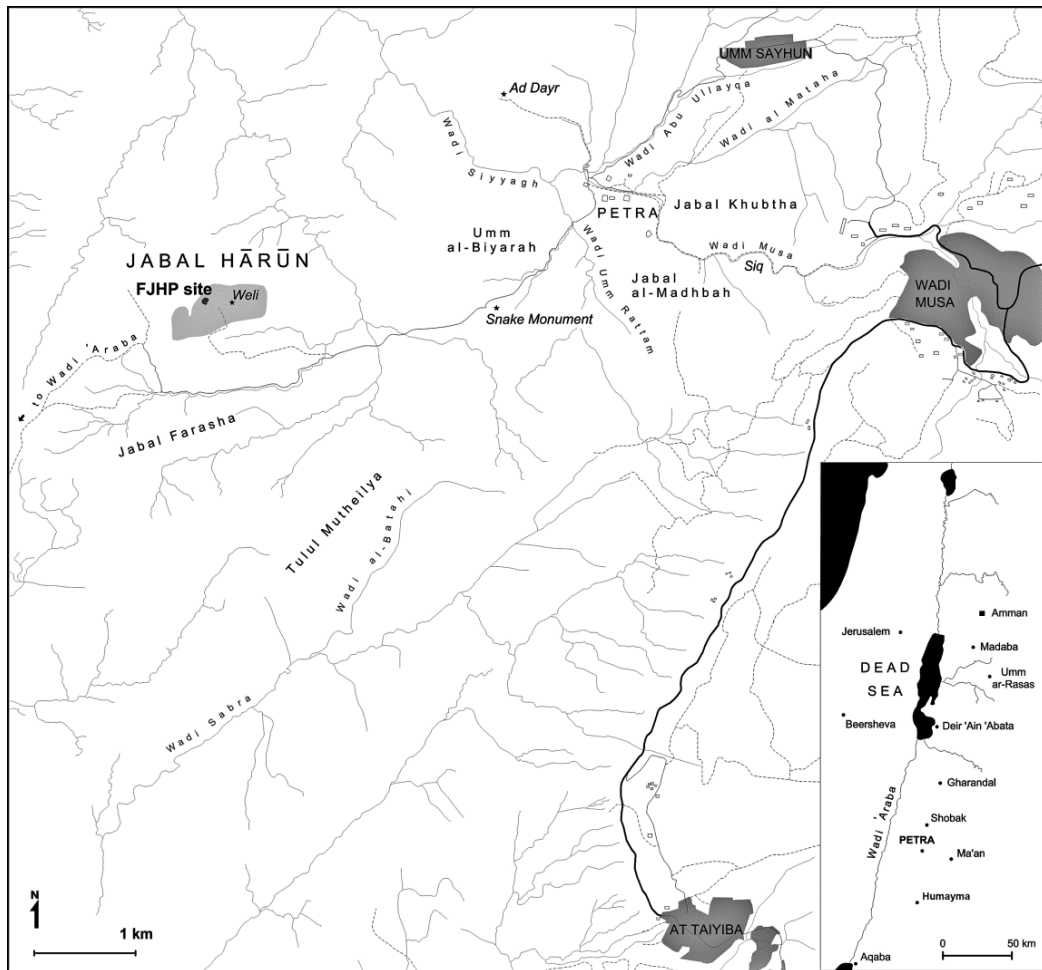 UMM SAYHUN
Ad Dayr
Wadi Abu Ullayqa
Wadi al Mataha
Wadi
Siyyagh
PETRA
Jabal Khubtha
Umm
al-Biyarah
Wadi Musa
Siq
JABAL HĀRŪN
FJHP site
Weli
Jabal
al-Madhbah
WADI
MUSA
Wadi Umm Rattam
Snake Monument
to Wadi 'Araba
Jabal Farasha
Tulul Mutheilya
Wadi al-Batahi
Wadi Sabra
AT TAIYIBA
N
1 km
Amman
Jerusalem
Madaba
DEAD
SEA
Umm
ar-Rasas
Beersheva
Deir 'Ain 'Abata
Gharandal
Wadi 'Araba
Shobak
PETRA
Ma'an
Humayma
Aqaba
0 50 km